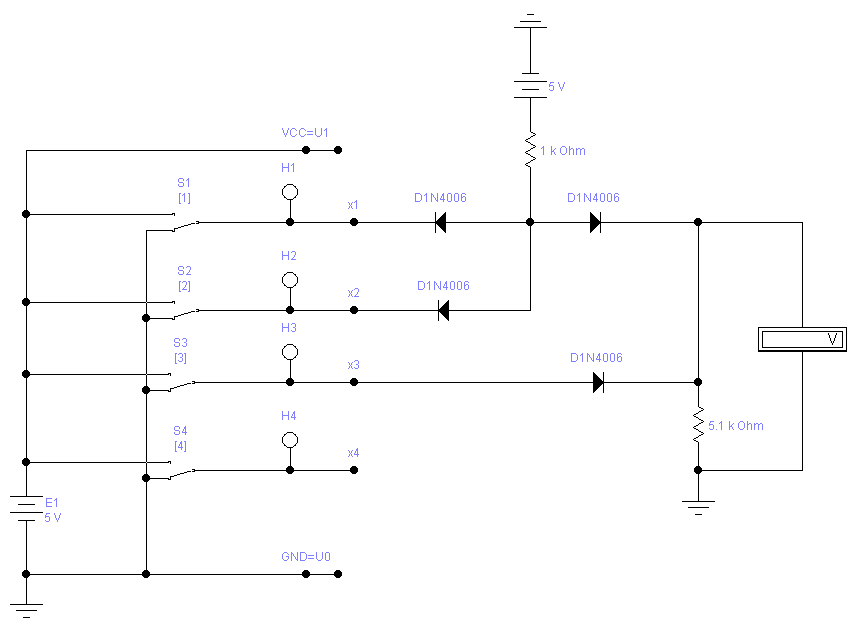 5 V
VCC=U1
1 k Ohm
H1
S1
[1]
x1
D1N4006
D1N4006
H2
S2
[2]
x2
D1N4006
H3
S3
[3]
x3
D1N4006
V
H4
S4
[4]
x4
5.1 k Ohm
E1
5 V
GND=U0